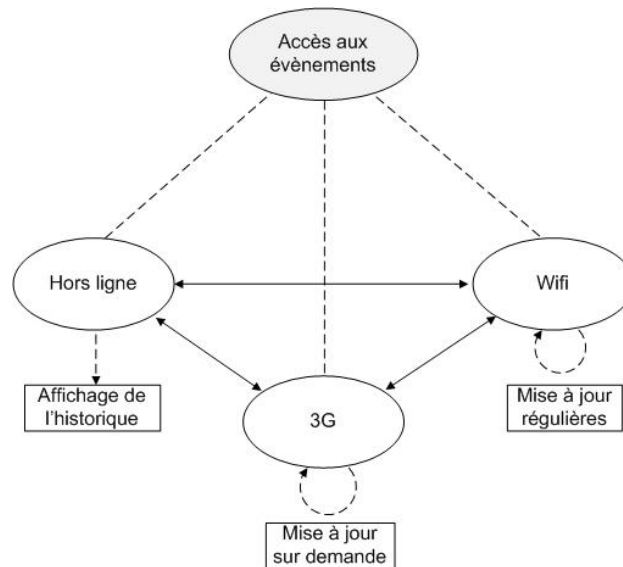 Accès aux
évènements
Hors ligne
Wifi
Affichage de
l'historique
3G
Mise à jour
régulières
Mise à jour
sur demande